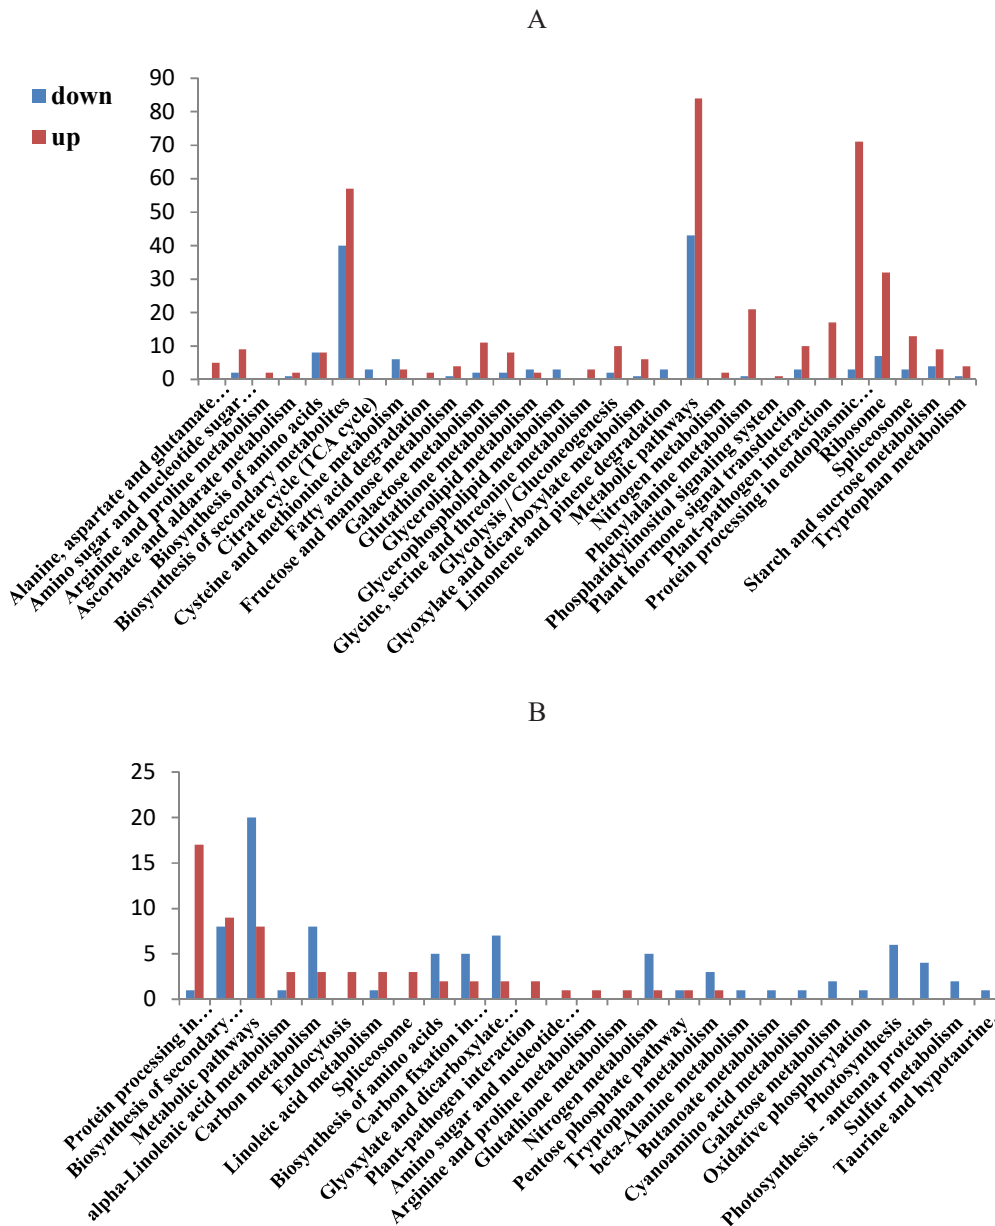 A
down
up
90
80
70
60
50
40
30
20
10
0
Alanine, aspartate and glutamate…
Amino sugar and nucleotide sugar…
Arginine and proline metabolism
Ascorbate and aldarate metabolism
Biosynthesis of amino acids
Biosynthesis of secondary metabolites
Citrate cycle (TCA cycle)
Cysteine and methionine metabolism
Fatty acid degradation
Fructose and mannose metabolism
Galactose metabolism
Glutathione metabolism
Glycerolipid metabolism
Glycerophospholipid metabolism
Glycine, serine and threonine metabolism
Glycolysis / Gluconeogenesis
Glyoxylate and dicarboxylate metabolism
Limonene and pinene degradation
Metabolic pathways
Nitrogen metabolism
Phenylalanine metabolism
Phosphatidylinositol signaling system
Plant hormone signal transduction
Plant-pathogen interaction
Protein processing in endoplasmic…
Ribosome
Spliceosome
Starch and sucrose metabolism
Tryptophan metabolism
B
25
20
15
10
5
0
Protein processing in…
Biosynthesis of secondary…
Metabolic pathways
alpha-Linolenic acid metabolism
Carbon metabolism
Endocytosis
Linoleic acid metabolism
Spliceosome
Biosynthesis of amino acids
Carbon fixation in…
Glyoxylate and dicarboxylate…
Plant-pathogen interaction
Amino sugar and nucleotide…
Arginine and proline metabolism
Glutathione metabolism
Nitrogen metabolism
Pentose phosphate pathway
Tryptophan metabolism
beta-Alanine metabolism
Butanoate metabolism
Cyanoamino acid metabolism
Galactose metabolism
Oxidative phosphorylation
Photosynthesis
Photosynthesis - antenna proteins
Sulfur metabolism
Taurine and hypotaurine…